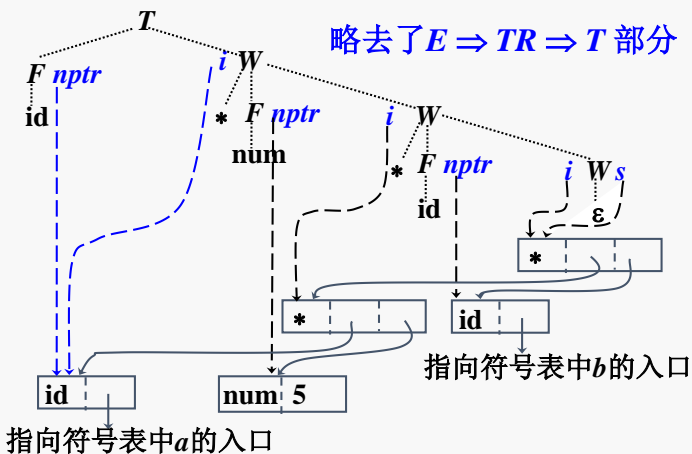 T
略去了E ⇒ TR ⇒ T 部分
F nptr
i W
id
* F nptr
i W
num
* F nptr
i W s
id
ε
*
*
id
指向符号表中b的入口
id
num 5
指向符号表中a的入口